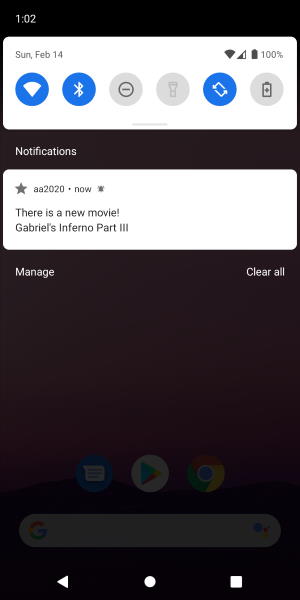 1:02
Sun, Feb 14
100%
Notifications
aa2020 • now
There is a new movie!
Gabriel's Inferno Part III
Manage
Clear all